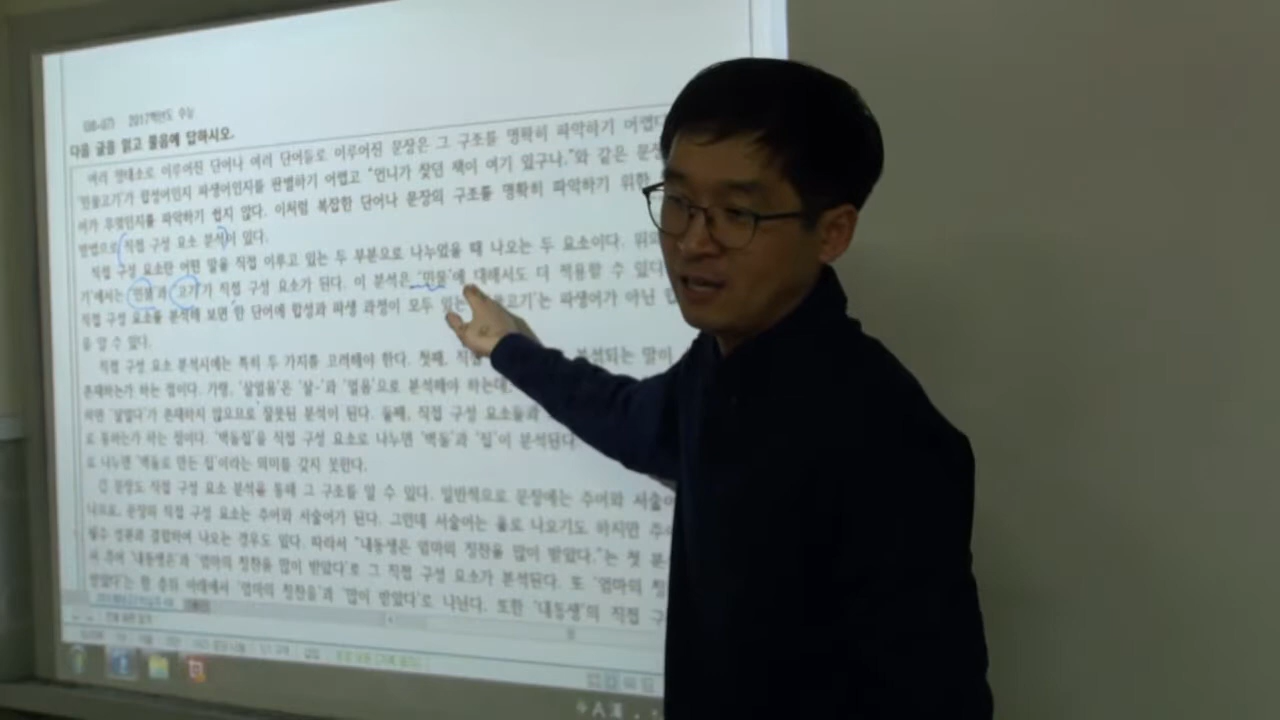 2017학년도 수능
다음 글을 읽고 물음에 답하시오.
여러 형태소로 이루어진 단어나 여러 단어들로 이루어진 문장은 그 구조를 명확히 파악하기 어렵다.
'민물고기'가 합성어인지 파생어인지를 판별하기 어렵고 "언니가 찾던 책이 여기 있구나."와 같은 문장
어가 무엇인지를 파악하기 쉽지 않다. 이처럼 복잡한 단어나 문장의 구조를 명확히 파악하기 위한
방법으로 직접 구성 요소 분석이 있다.
직접 구성 요소란 어떤 말을 직접 이루고 있는 두 부분으로 나누었을 때 나오는 두 요소이다.
기'에서는 '민물'과 '고기'가 직접 구성 요소가 된다. 이 분석은 '민물'에 대해서도 더 적용할 수 있다
직접 구성 요소를 분석해 보면 한 단어에 합성과 파생 과정이 모두 있는 고기'는 파생어가 아닌
을 알 수 있다.
직접 구성 요소 분석시에는 특히 두 가지를 고려해야 한다. 첫째, 직접 분석되는 말이
존재하는가 하는 점이다. 가령, '살얼음'은 '살-'과 '얼음'으로 분석해야 하는데,
하면 '살얼다'가 존재하지 않으므로 잘못된 분석이 된다. 둘째, 직접 구성 요소들과
로 통하는가 하는 점이다. '벽돌집'을 직접 구성 요소로 나누면 '벽돌'과 '집'이 분석된다
로 나누면 '벽돌로 만든 집'이라는 의미를 갖지 못한다.
문장도 직접 구성 요소 분석을 통해 그 구조를 알 수 있다. 일반적으로 문장에는 주어와 서술어
나오므로, 문장의 직접 구성 요소는 주어와 서술어가 된다. 그런데 서술어는 홀로 나오기도 하지만
필수 성분과 결합하여 나오는 경우도 있다. 따라서 "내동생은 엄마의 칭찬을 많이 받았다."는 첫
서 주어 '내동생은'과 '엄마의 칭찬을 많이 받았다'로 그 직접 구성 요소가 분석된다. 또 '엄마의
받았다'는 한 층위 아래에서 '엄마의 칭찬을'과 '많이 받았다'로 나뉜다. 또한 '내동생'의 직접